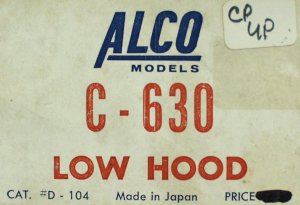 CP
UP
ALCO
MODELS
C-630
LOW HOOD
CAT. #D-104 Made in Japan PRICE